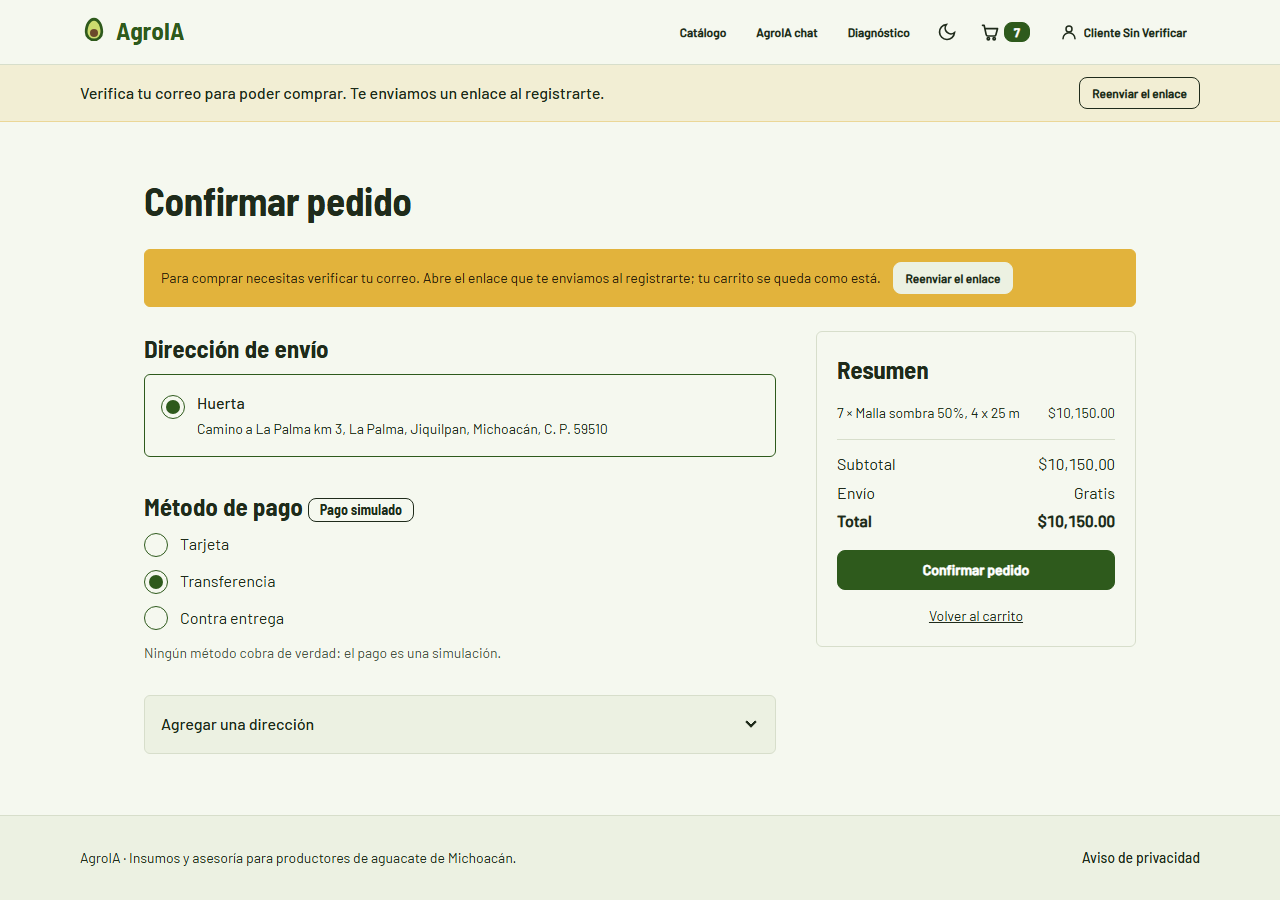 AgroIA
Catálogo
AgroIA chat
Diagnóstico
7
Cliente Sin Verificar
Verifica tu correo para poder comprar. Te enviamos un enlace al registrarte.
Reenviar el enlace
Confirmar pedido
Para comprar necesitas verificar tu correo. Abre el enlace que te enviamos al registrarte; tu carrito se queda como está.
Reenviar el enlace
Dirección de envío
Huerta
Camino a La Palma km 3, La Palma, Jiquilpan, Michoacán, C. P. 59510
Método de pago
Pago simulado
Tarjeta
Transferencia
Contra entrega
Ningún método cobra de verdad: el pago es una simulación.
Agregar una dirección
Resumen
7 × Malla sombra 50%, 4 x 25 m $10,150.00
Subtotal $10,150.00
Envío Gratis
Total $10,150.00
Confirmar pedido
Volver al carrito
AgroIA · Insumos y asesoría para productores de aguacate de Michoacán.
Aviso de privacidad